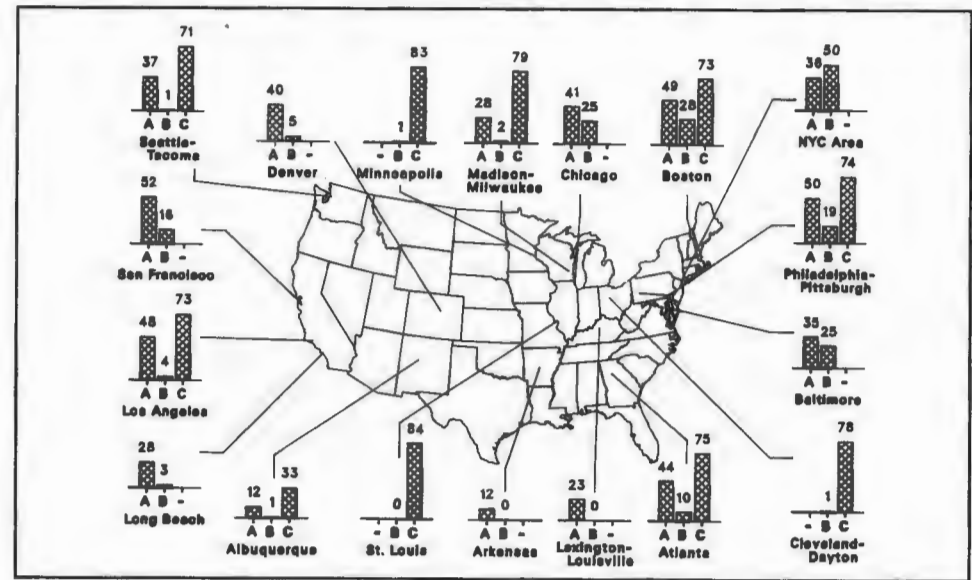 37 1 71
A B C
Seattle-
Tacoma
40 5
A B -
Denver
1 83
- B C
Minneapolis
28 2 79
A B C
Madison-
Milwaukee
41 25
A B -
Chicago
49 28 73
A B C
Boston
36 50
A B -
NYC Area
52 16
A B -
San Francisco
50 19 74
A B C
Philadelphia-
Pittsburgh
48 4 73
A B C
Los Angeles
35 25
A B -
Baltimore
28 3
A B -
Long Beach
12 1 33
A B C
Albuquerque
0 84
- B C
St. Louis
12 0
A B -
Arkansas
23 0
A B -
Lexington-
Louisville
44 10 75
A B C
Atlanta
1 78
- B C
Cleveland-
Dayton